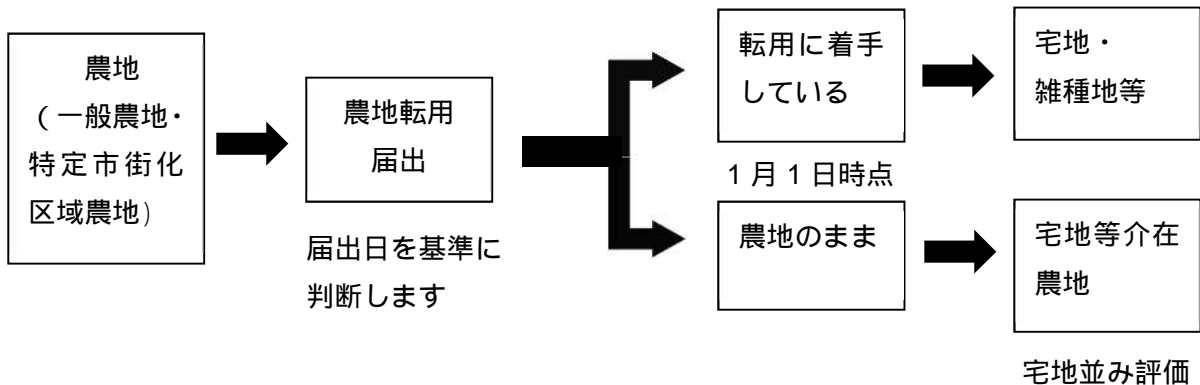 農地
（一般農地・
特定市街化
区域農地）
農地転用
届出
届出日を基準に
判断します
転用に着手
している
1月1日時点
農地のまま
宅地・
雑種地等
宅地等介在
農地
宅地並み評価